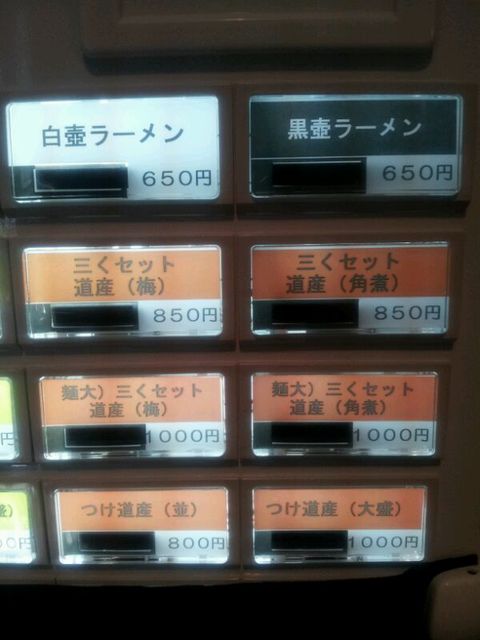 白壺ラーメン
650円
黒壺ラーメン
650円
三くセット
道産（梅）
850円
三くセット
道産（角煮）
850円
麺大）三くセット
道産（梅）
1000円
麺大）三くセット
道産（角煮）
1000円
つけ道産（並）
800円
つけ道産（大盛）
1000円